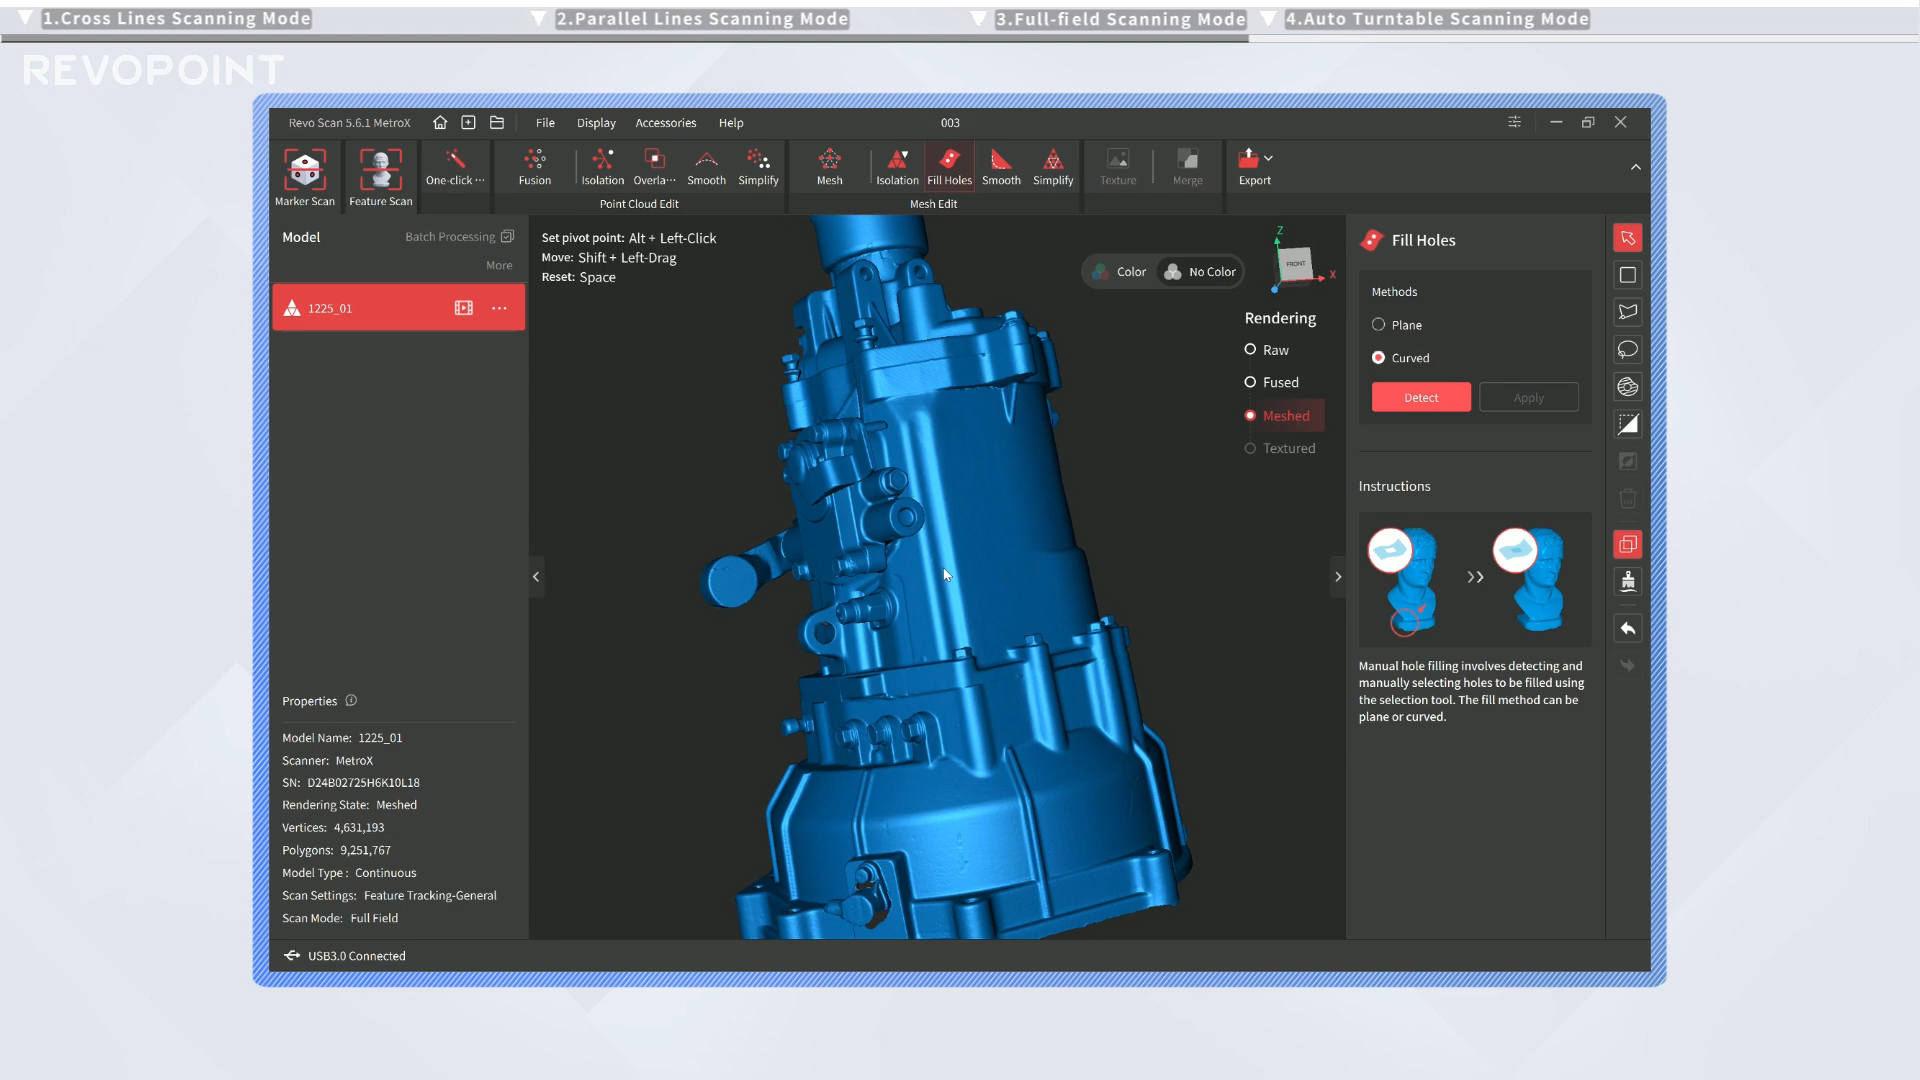 1.Cross Lines Scanning Mode
2.Parallel Lines Scanning Mode
3.Full-field Scanning Mode
4.Auto Turntable Scanning Mode
REVOPOINT
Revo Scan 5.6.1 MetroX
File
Display
Accessories
Help
003
Marker Scan
Feature Scan
One-click ···
Fusion
Isolation
Overla···
Smooth
Simplify
Point Cloud Edit
Mesh
Isolation
Fill Holes
Smooth
Simplify
Mesh Edit
Texture
Merge
Export
Model
Batch Processing
More
1225_01
Properties
Model Name: 1225_01
Scanner: MetroX
SN: D24B02725H6K10L18
Rendering State: Meshed
Vertices: 4,631,193
Polygons: 9,251,767
Model Type : Continuous
Scan Settings: Feature Tracking-General
Scan Mode: Full Field
USB3.0 Connected
Set pivot point: Alt + Left-Click
Move: Shift + Left-Drag
Reset: Space
Color
No Color
Z
FRONT
X
Rendering
Raw
Fused
Meshed
Textured
Fill Holes
Methods
Plane
Curved
Detect
Apply
Instructions
Manual hole filling involves detecting and
manually selecting holes to be filled using
the selection tool. The fill method can be
plane or curved.